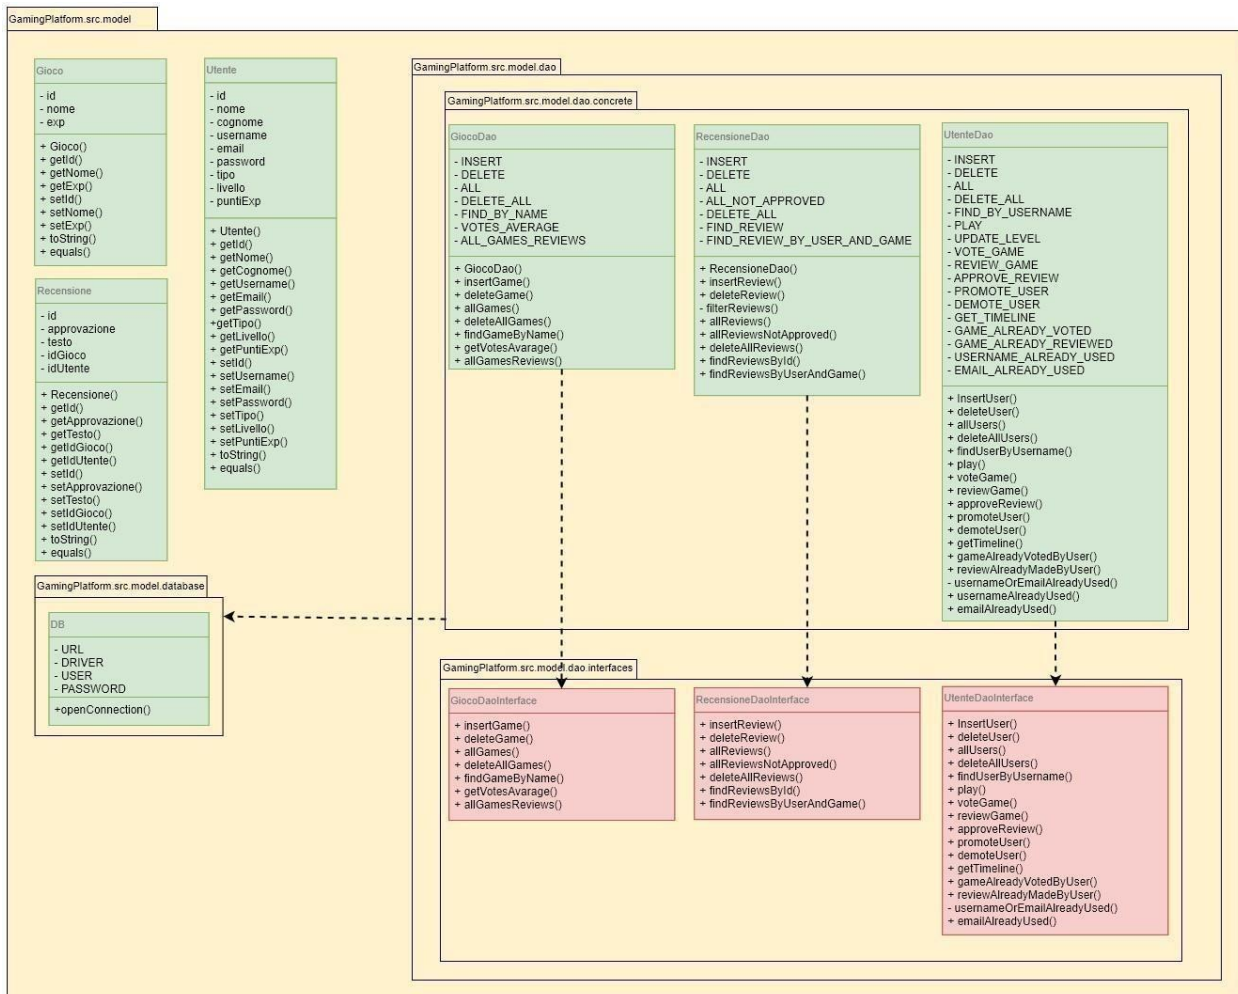 GamingPlatform.src.model
Gioco
- id
- nome
- exp
+ Gioco()
+ getId()
+ getNome()
+ getExp()
+ setId()
+ setNome()
+ setExp()
+ toString()
+ equals()
Utente
- id
- nome
- cognome
- username
- email
- password
- tipo
- livello
- puntiExp
+ Utente()
+ getId()
+ getNome()
+ getCognome()
+ getUsername()
+ getEmail()
+ getPassword()
+getTipo()
+ getLivello()
+ getPuntiExp()
+ setId()
+ setUsername()
+ setEmail()
+ setPassword()
+ setTipo()
+ setLivello()
+ setPuntiExp()
+ toString()
+ equals()
Recensione
- id
- approvazione
- testo
- idGioco
- idUtente
+ Recensione()
+ getId()
+ getApprovazione()
+ getTesto()
+ getIdGioco()
+ getIdUtente()
+ setId()
+ setApprovazione()
+ setTesto()
+ setIdGioco()
+ setIdUtente()
+ toString()
+ equals()
GamingPlatform.src.model.database
DB
- URL
- DRIVER
- USER
- PASSWORD
+openConnection()
GamingPlatform.src.model.dao
GamingPlatform.src.model.dao.concrete
GiocoDao
- INSERT
- DELETE
- ALL
- DELETE_ALL
- FIND_BY_NAME
- VOTES_AVERAGE
- ALL_GAMES_REVIEWS
+ GiocoDao()
+ insertGame()
+ deleteGame()
+ allGames()
+ deleteAllGames()
+ findGameByName()
+ getVotesAvarage()
+ allGamesReviews()
RecensioneDao
- INSERT
- DELETE
- ALL
- ALL_NOT_APPROVED
- DELETE_ALL
- FIND_REVIEW
- FIND_REVIEW_BY_USER_AND_GAME
+ RecensioneDao()
+ insertReview()
+ deleteReview()
- filterReviews()
+ allReviews()
+ allReviewsNotApproved()
+ deleteAllReviews()
+ findReviewsById()
+ findReviewsByUserAndGame()
UtenteDao
- INSERT
- DELETE
- ALL
- DELETE_ALL
- FIND_BY_USERNAME
- PLAY
- UPDATE_LEVEL
- VOTE_GAME
- REVIEW_GAME
- APPROVE_REVIEW
- PROMOTE_USER
- DEMOTE_USER
- GET_TIMELINE
- GAME_ALREADY_VOTED
- GAME_ALREADY_REVIEWED
- USERNAME_ALREADY_USED
- EMAIL_ALREADY_USED
+ InsertUser()
+ deleteUser()
+ allUsers()
+ deleteAllUsers()
+ findUserByUsername()
+ play()
+ voteGame()
+ reviewGame()
+ approveReview()
+ promoteUser()
+ demoteUser()
+ getTimeline()
+ gameAlreadyVotedByUser()
+ reviewAlreadyMadeByUser()
- usernameOrEmailAlreadyUsed()
+ usernameAlreadyUsed()
+ emailAlreadyUsed()
GamingPlatform.src.model.dao.interfaces
GiocoDaoInterface
+ insertGame()
+ deleteGame()
+ allGames()
+ deleteAllGames()
+ findGameByName()
+ getVotesAvarage()
+ allGamesReviews()
RecensioneDaoInterface
+ insertReview()
+ deleteReview()
+ allReviews()
+ allReviewsNotApproved()
+ deleteAllReviews()
+ findReviewsById()
+ findReviewsByUserAndGame()
UtenteDaoInterface
+ InsertUser()
+ deleteUser()
+ allUsers()
+ deleteAllUsers()
+ findUserByUsername()
+ play()
+ voteGame()
+ reviewGame()
+ approveReview()
+ promoteUser()
+ demoteUser()
+ getTimeline()
+ gameAlreadyVotedByUser()
+ reviewAlreadyMadeByUser()
- usernameOrEmailAlreadyUsed()
+ emailAlreadyUsed()